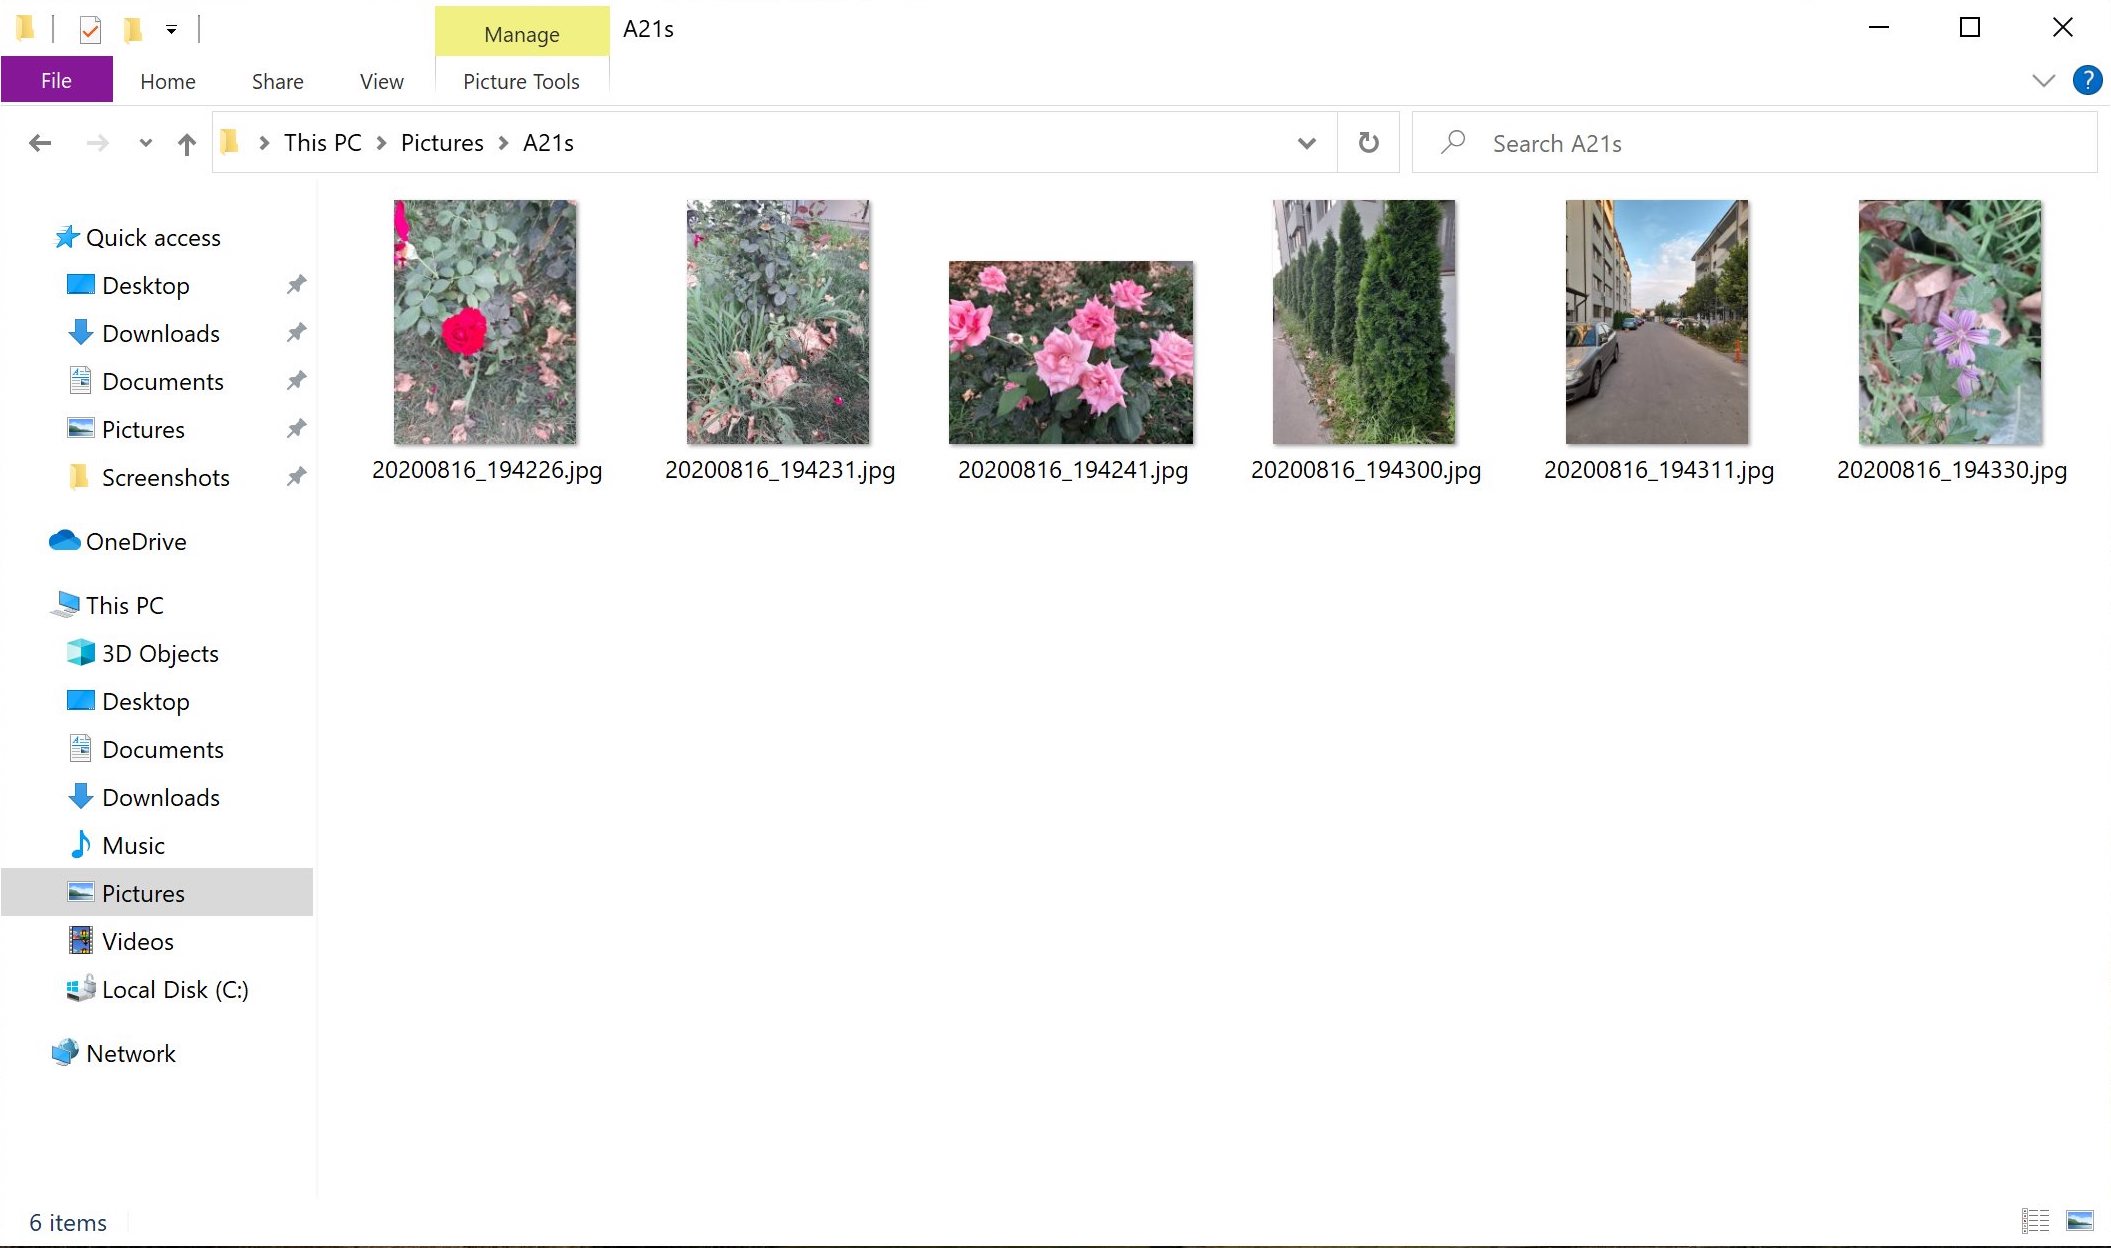 Manage
A21s
File
Home
Share
View
Picture Tools
?
This PC
Pictures
A21s
Search A21s
Quick access
Desktop
Downloads
Documents
Pictures
Screenshots
OneDrive
This PC
3D Objects
Desktop
Documents
Downloads
Music
Pictures
Videos
Local Disk (C:)
Network
20200816_194226.jpg
20200816_194231.jpg
20200816_194241.jpg
20200816_194300.jpg
20200816_194311.jpg
20200816_194330.jpg
6 items